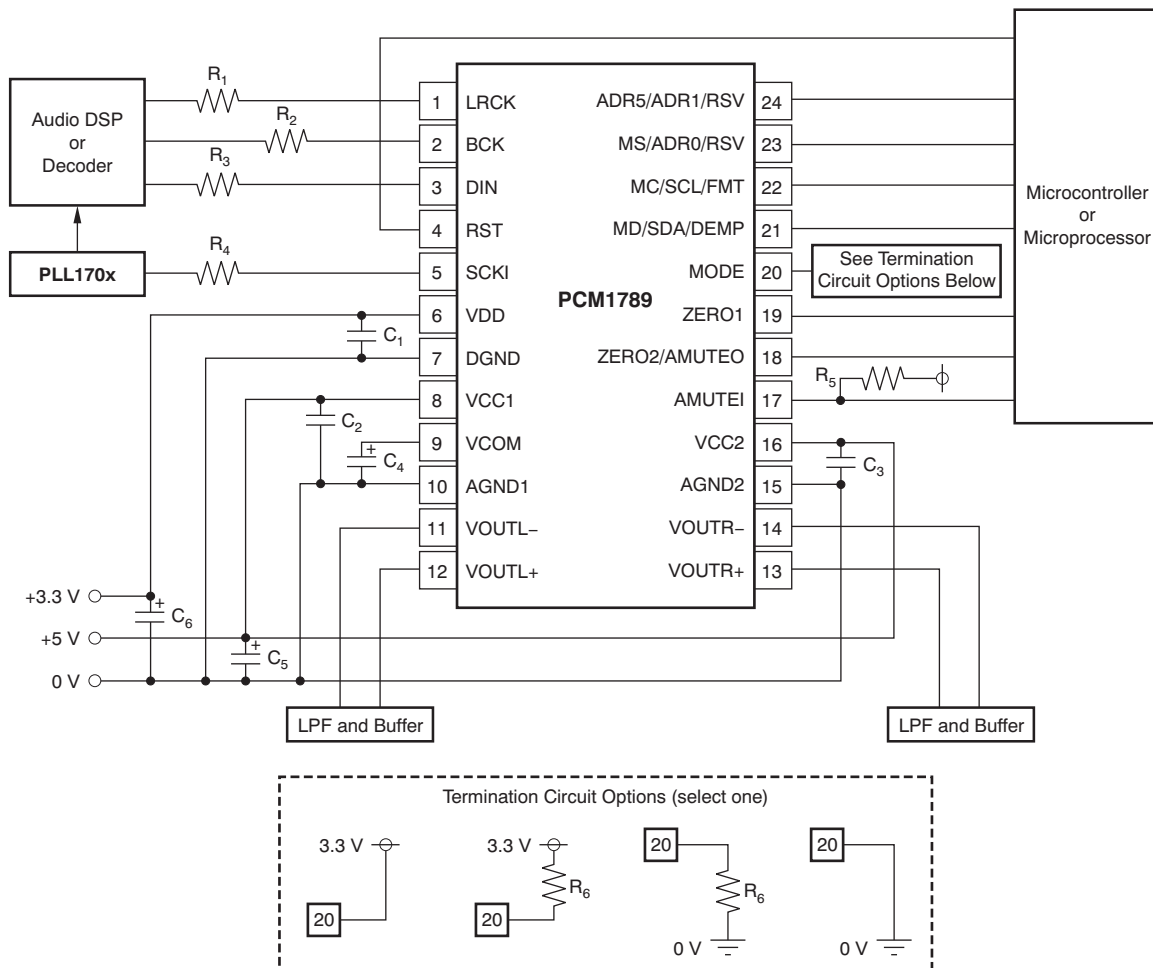 Audio DSP
or
Decoder
PLL170x
R1
R2
R3
R4
1 LRCK
2 BCK
3 DIN
4 RST
5 SCKI
6 VDD
7 DGND
8 VCC1
9 VCOM
10 AGND1
11 VOUTL−
12 VOUTL+
PCM1789
ADR5/ADR1/RSV 24
MS/ADR0/RSV 23
MC/SCL/FMT 22
MD/SDA/DEMP 21
MODE 20
ZERO1 19
ZERO2/AMUTEO 18
AMUTEI 17
VCC2 16
AGND2 15
VOUTR− 14
VOUTR+ 13
See Termination
Circuit Options Below
Microcontroller
or
Microprocessor
R5
C1
C2
+
C4
C3
+3.3 V
+
C6
+5 V
+
C5
0 V
LPF and Buffer
LPF and Buffer
Termination Circuit Options (select one)
3.3 V
20
3.3 V
R6
20
20
R6
0 V
20
0 V